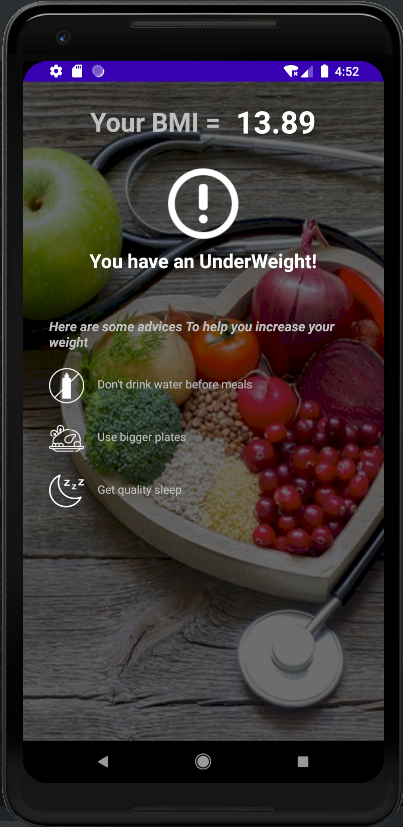 4:52
Your BMI = 13.89
You have an UnderWeight!
Here are some advices To help you increase your
weight
Don't drink water before meals
Use bigger plates
z z Z
Get quality sleep